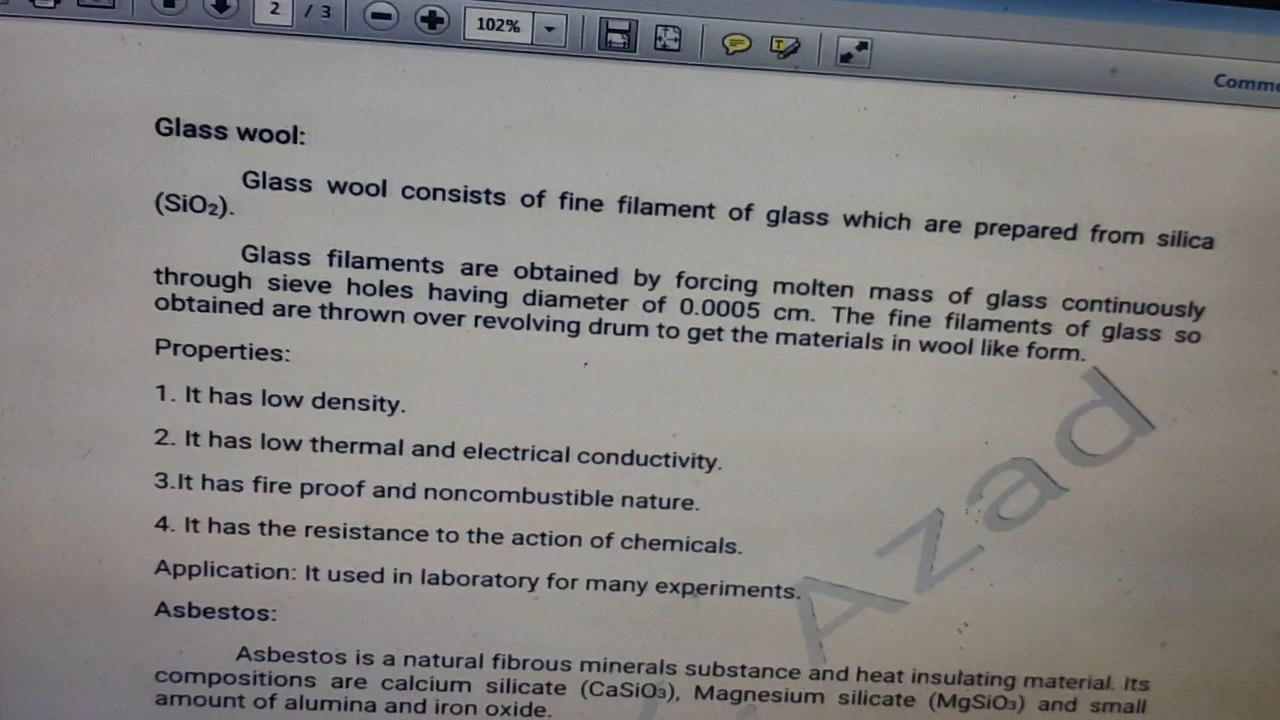 2 / 3
102%
Comme
Glass wool:
Glass wool consists of fine filament of glass which are prepared from silica
(SiO₂).
Glass filaments are obtained by forcing molten mass of glass continuously
through sieve holes having diameter of 0.0005 cm. The fine filaments of glass so
obtained are thrown over revolving drum to get the materials in wool like form.
Properties:
1. It has low density.
2. It has low thermal and electrical conductivity.
3.It has fire proof and noncombustible nature.
4. It has the resistance to the action of chemicals.
Application: It used in laboratory for many experiments.
Asbestos:
Asbestos is a natural fibrous minerals substance and heat insulating material. Its
compositions are calcium silicate (CaSiO₃), Magnesium silicate (MgSiO₃) and small
amount of alumina and iron oxide.
Azad